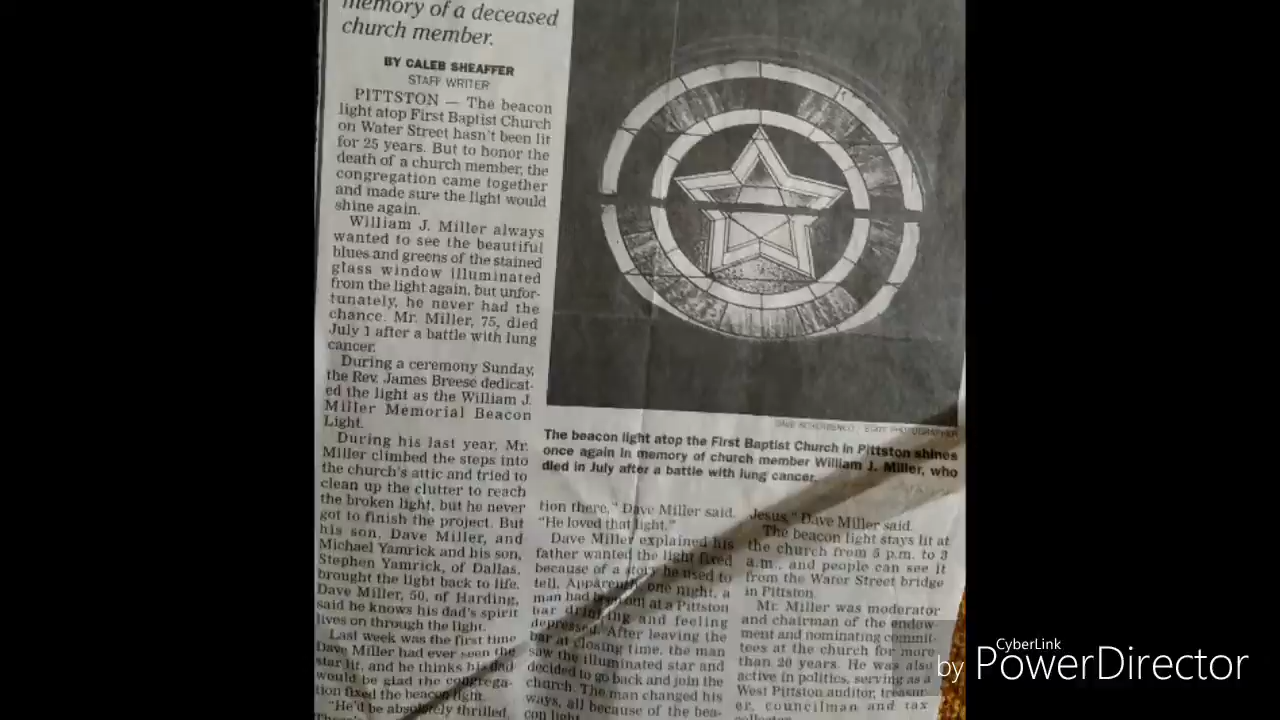 memory of a deceased
church member.
BY CALEB SHEAFFER
STAFF WRITER
PITTSTON — The beacon
light atop First Baptist Church
on Water Street hasn't been lit
for 25 years. But to honor the
death of a church member, the
congregation came together
and made sure the light would
shine again.
William J. Miller always
wanted to see the beautiful
blues and greens of the stained
glass window illuminated
from the light again, but unfor-
tunately, he never had the
chance. Mr. Miller, 75, died
July 1 after a battle with lung
cancer.
During a ceremony Sunday,
the Rev. James Breese dedicat-
ed the light as the William J.
Miller Memorial Beacon
Light.
During his last year, Mr.
Miller climbed the steps into
the church's attic and tried to
clean up the clutter to reach
the broken light, but he never
got to finish the project. But
his son, Dave Miller, and
Michael Yamrick and his son,
Stephen Yamrick, of Dallas,
brought the light back to life.
Dave Miller, 50, of Harding,
said he knows his dad's spirit
lives on through the light.
Last week was the first time
Dave Miller had ever seen the
star lit, and he thinks his dad
would be glad the congrega-
tion fixed the beacon light.
"He'd be absolutely thrilled.
STAFF PHOTOGRAPHER
The beacon light atop the First Baptist Church in Pittston shines
once again in memory of church member William J. Miller, who
died in July after a battle with lung cancer.
tion there," Dave Miller said.
"He loved that light."
Dave Miller explained his
father wanted the light fixed
because of a story he used to
tell. Apparently one night, a
man had been out at a Pittston
bar drinking and feeling
depressed. After leaving the
bar at closing time, the man
saw the illuminated star and
decided to go back and join the
church. The man changed his
ways, all because of the bea-
con light.
Jesus," Dave Miller said.
The beacon light stays lit at
the church from 5 p.m. to 3
a.m., and people can see it
from the Water Street bridge
in Pittston.
Mr. Miller was moderator
and chairman of the endow-
ment and nominating commit-
tees at the church for more
than 20 years. He was also
active in politics, serving as a
West Pittston auditor, treasur-
er, councilman and tax
collector.
CyberLink
by PowerDirector